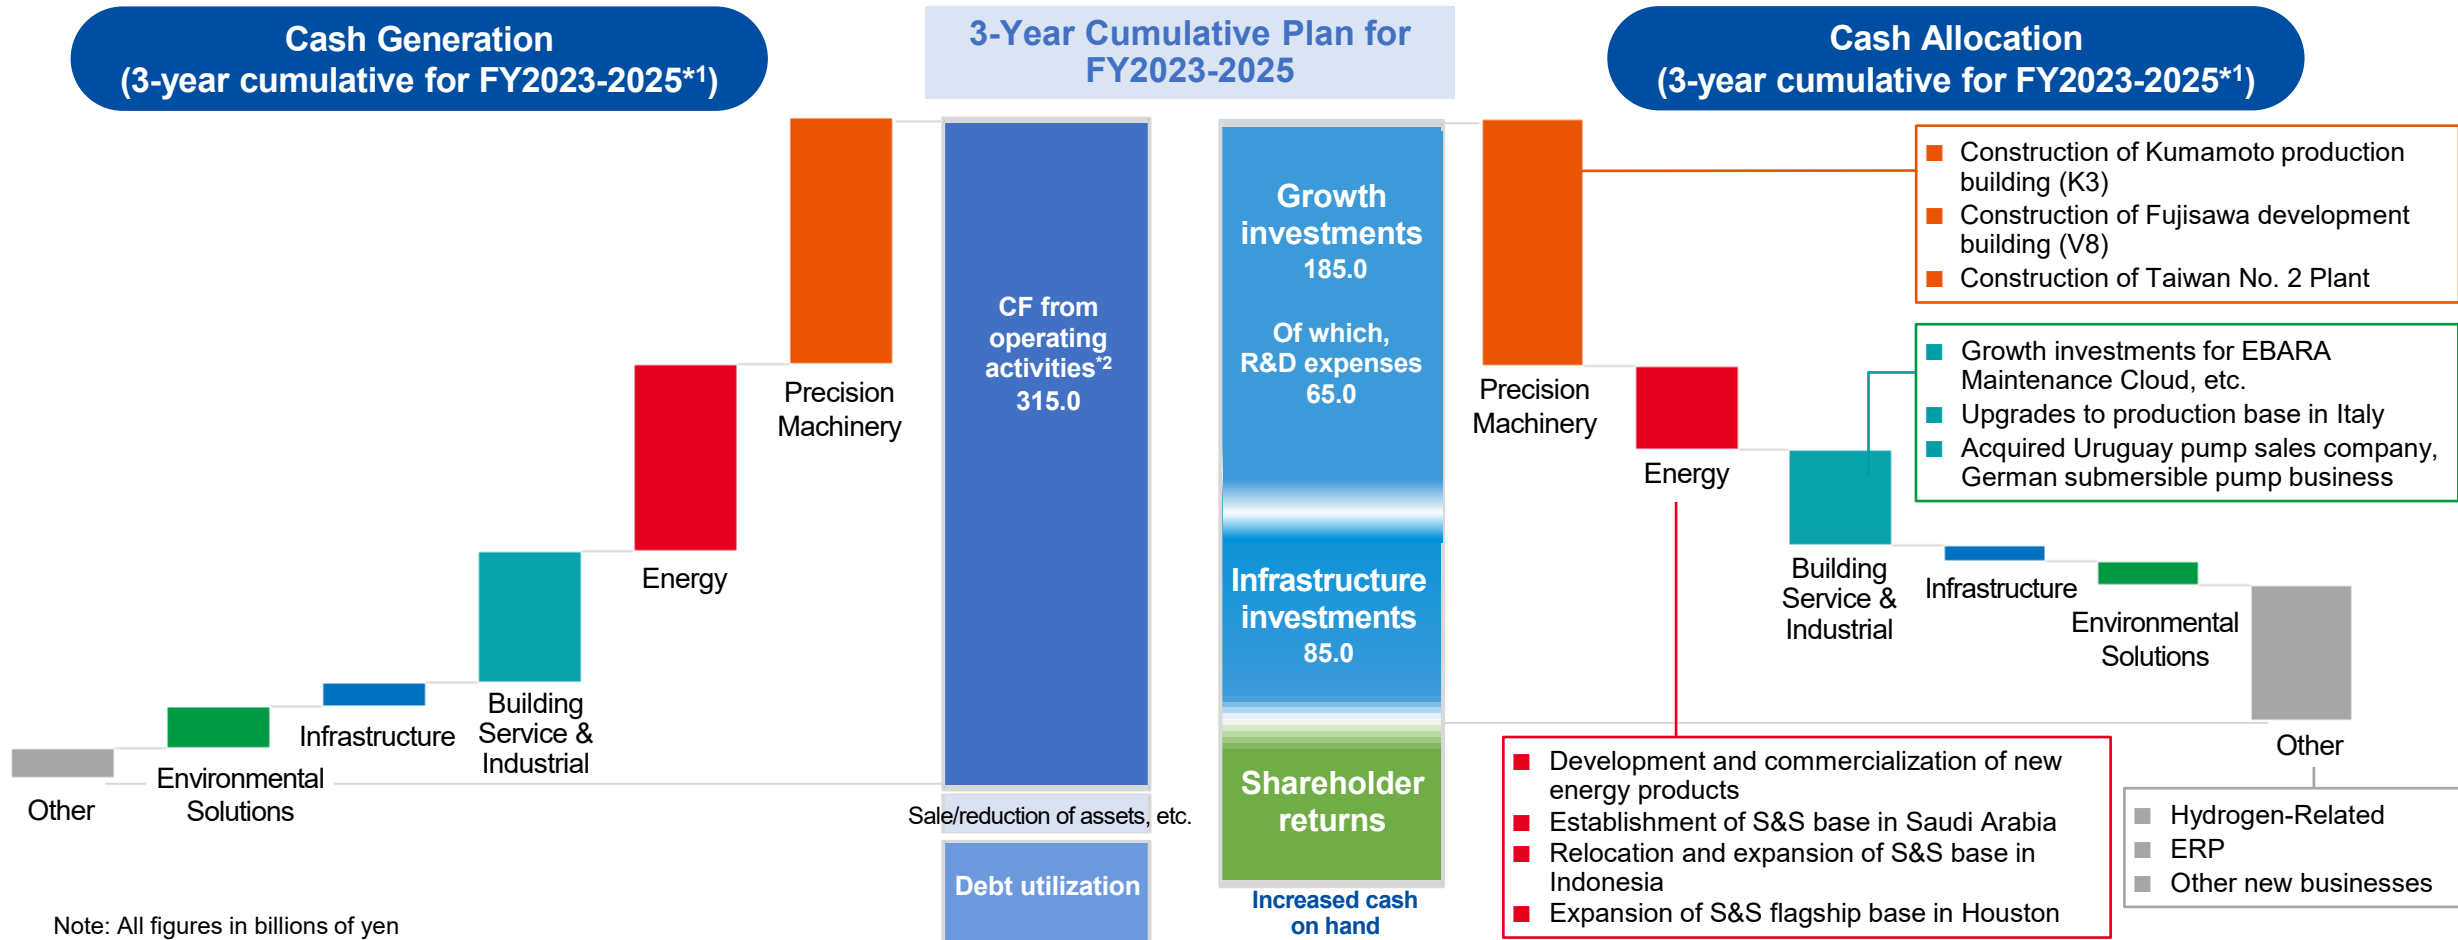 Cash Generation
(3-year cumulative for FY2023-2025*1)
3-Year Cumulative Plan for
FY2023-2025
Cash Allocation
(3-year cumulative for FY2023-2025*1)
Other
Environmental
Solutions
Infrastructure
Building
Service &
Industrial
Energy
Precision
Machinery
CF from
operating
activities*2
315.0
Sale/reduction of assets, etc.
Debt utilization
Growth
investments
185.0
Of which,
R&D expenses
65.0
Infrastructure
investments
85.0
Shareholder
returns
Increased cash
on hand
Precision
Machinery
Energy
Building
Service &
Industrial
Infrastructure
Environmental
Solutions
Other
■ Construction of Kumamoto production
building (K3)
■ Construction of Fujisawa development
building (V8)
■ Construction of Taiwan No. 2 Plant
■ Growth investments for EBARA
Maintenance Cloud, etc.
■ Upgrades to production base in Italy
■ Acquired Uruguay pump sales company,
German submersible pump business
■ Development and commercialization of new
energy products
■ Establishment of S&S base in Saudi Arabia
■ Relocation and expansion of S&S base in
Indonesia
■ Expansion of S&S flagship base in Houston
■ Hydrogen-Related
■ ERP
■ Other new businesses
Note: All figures in billions of yen